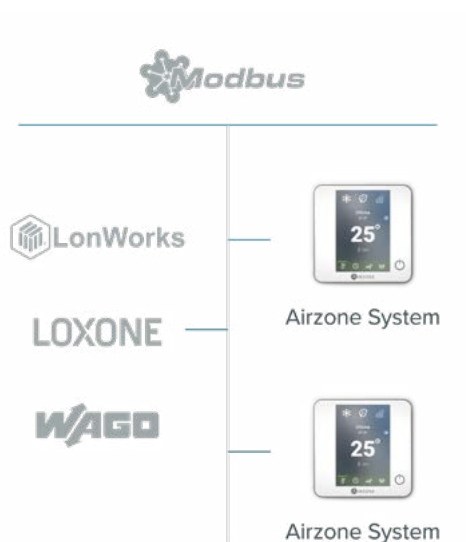 Modbus
LonWorks
25°
Airzone System
LOXONE
WAGO
25°
Airzone System